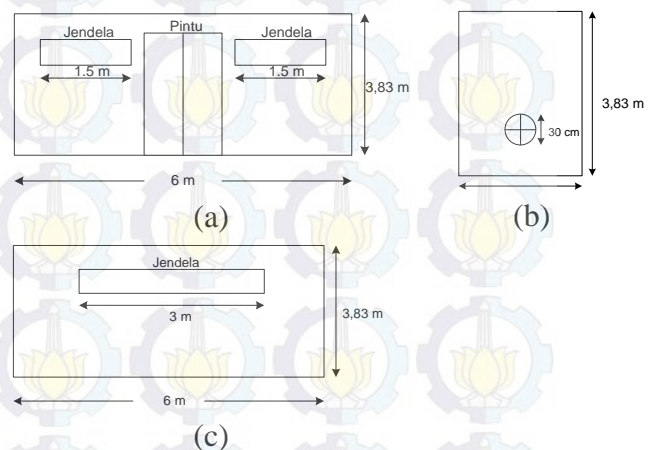 Jendela
Pintu
Jendela
1.5 m
1.5 m
3,83 m
6 m
(a)
3,83 m
30 cm
(b)
Jendela
3 m
3,83 m
6 m
(c)